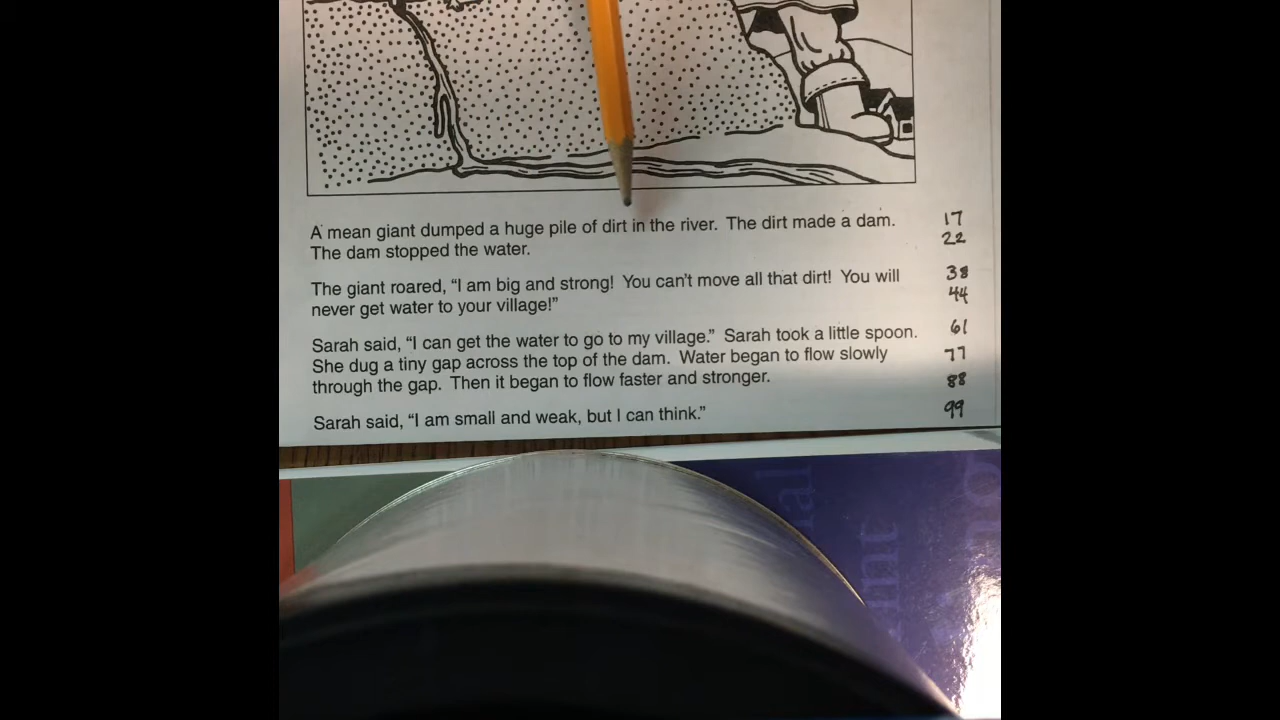 A mean giant dumped a huge pile of dirt in the river. The dirt made a dam. 17
The dam stopped the water. 22
The giant roared, “I am big and strong! You can’t move all that dirt! You will 38
never get water to your village!” 44
Sarah said, “I can get the water to go to my village.” Sarah took a little spoon. 61
She dug a tiny gap across the top of the dam. Water began to flow slowly 77
through the gap. Then it began to flow faster and stronger. 88
Sarah said, “I am small and weak, but I can think.” 99